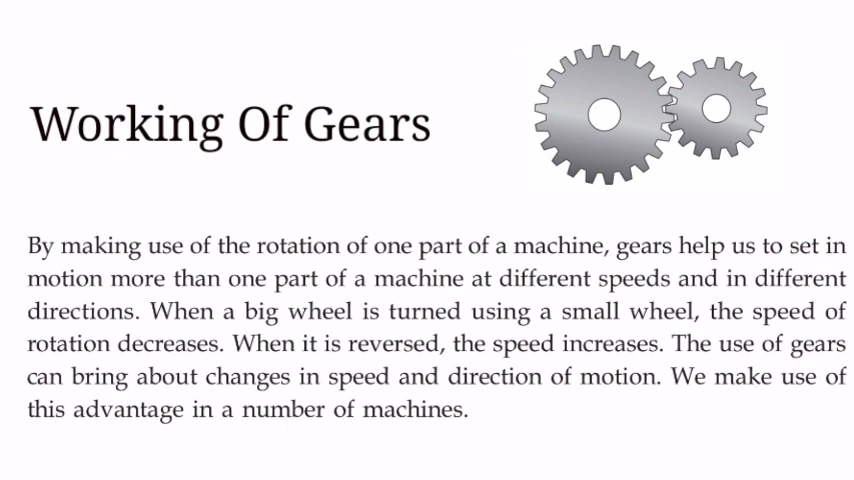 Working Of Gears
By making use of the rotation of one part of a machine, gears help us to set in
motion more than one part of a machine at different speeds and in different
directions. When a big wheel is turned using a small wheel, the speed of
rotation decreases. When it is reversed, the speed increases. The use of gears
can bring about changes in speed and direction of motion. We make use of
this advantage in a number of machines.